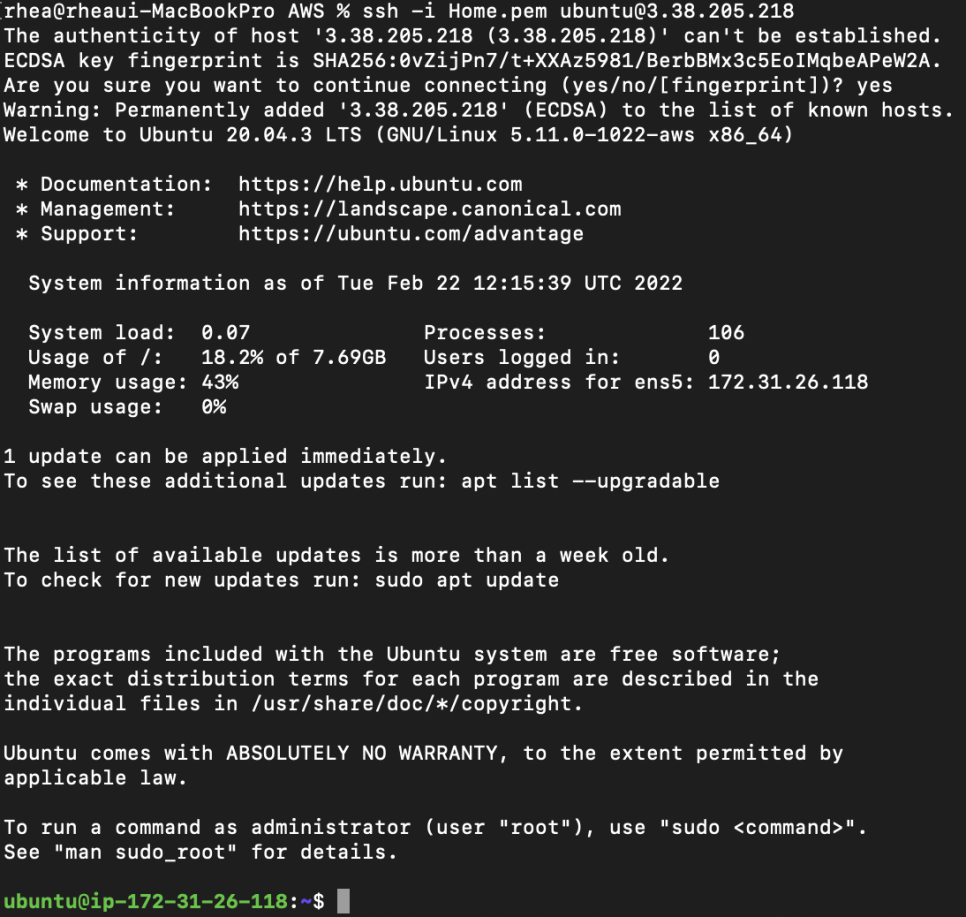 rhea@rheaui-MacBookPro AWS % ssh -i Home.pem ubuntu@3.38.205.218
The authenticity of host '3.38.205.218 (3.38.205.218)' can't be established.
ECDSA key fingerprint is SHA256:0vZijPn7/t+XXAz5981/BerbBMx3c5EoIMqbeAPeW2A.
Are you sure you want to continue connecting (yes/no/[fingerprint])? yes
Warning: Permanently added '3.38.205.218' (ECDSA) to the list of known hosts.
Welcome to Ubuntu 20.04.3 LTS (GNU/Linux 5.11.0-1022-aws x86_64)
* Documentation:  https://help.ubuntu.com
* Management:     https://landscape.canonical.com
* Support:        https://ubuntu.com/advantage
System information as of Tue Feb 22 12:15:39 UTC 2022
System load:  0.07              Processes:             106
Usage of /:   18.2% of 7.69GB   Users logged in:       0
Memory usage: 43%               IPv4 address for ens5: 172.31.26.118
Swap usage:   0%
1 update can be applied immediately.
To see these additional updates run: apt list --upgradable
The list of available updates is more than a week old.
To check for new updates run: sudo apt update
The programs included with the Ubuntu system are free software;
the exact distribution terms for each program are described in the
individual files in /usr/share/doc/*/copyright.
Ubuntu comes with ABSOLUTELY NO WARRANTY, to the extent permitted by
applicable law.
To run a command as administrator (user "root"), use "sudo <command>".
See "man sudo_root" for details.
ubuntu@ip-172-31-26-118:~$